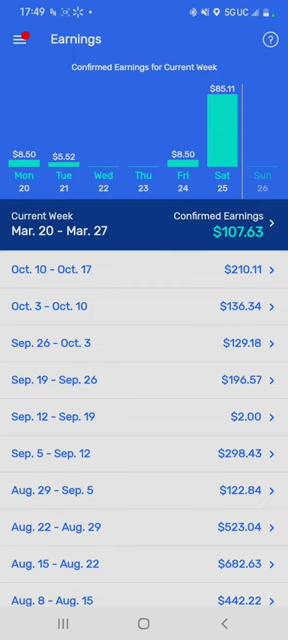 17:49 5G UC
Earnings ?
Confirmed Earnings for Current Week
$85.11
$8.50 $5.52 $8.50
Mon Tue Wed Thu Fri Sat Sun
20 21 22 23 24 25 26
Current Week Confirmed Earnings
Mar. 20 - Mar. 27 $107.63
Oct. 10 - Oct. 17 $210.11
Oct. 3 - Oct. 10 $136.34
Sep. 26 - Oct. 3 $129.18
Sep. 19 - Sep. 26 $196.57
Sep. 12 - Sep. 19 $2.00
Sep. 5 - Sep. 12 $298.43
Aug. 29 - Sep. 5 $122.84
Aug. 22 - Aug. 29 $523.04
Aug. 15 - Aug. 22 $682.63
Aug. 8 - Aug. 15 $442.22